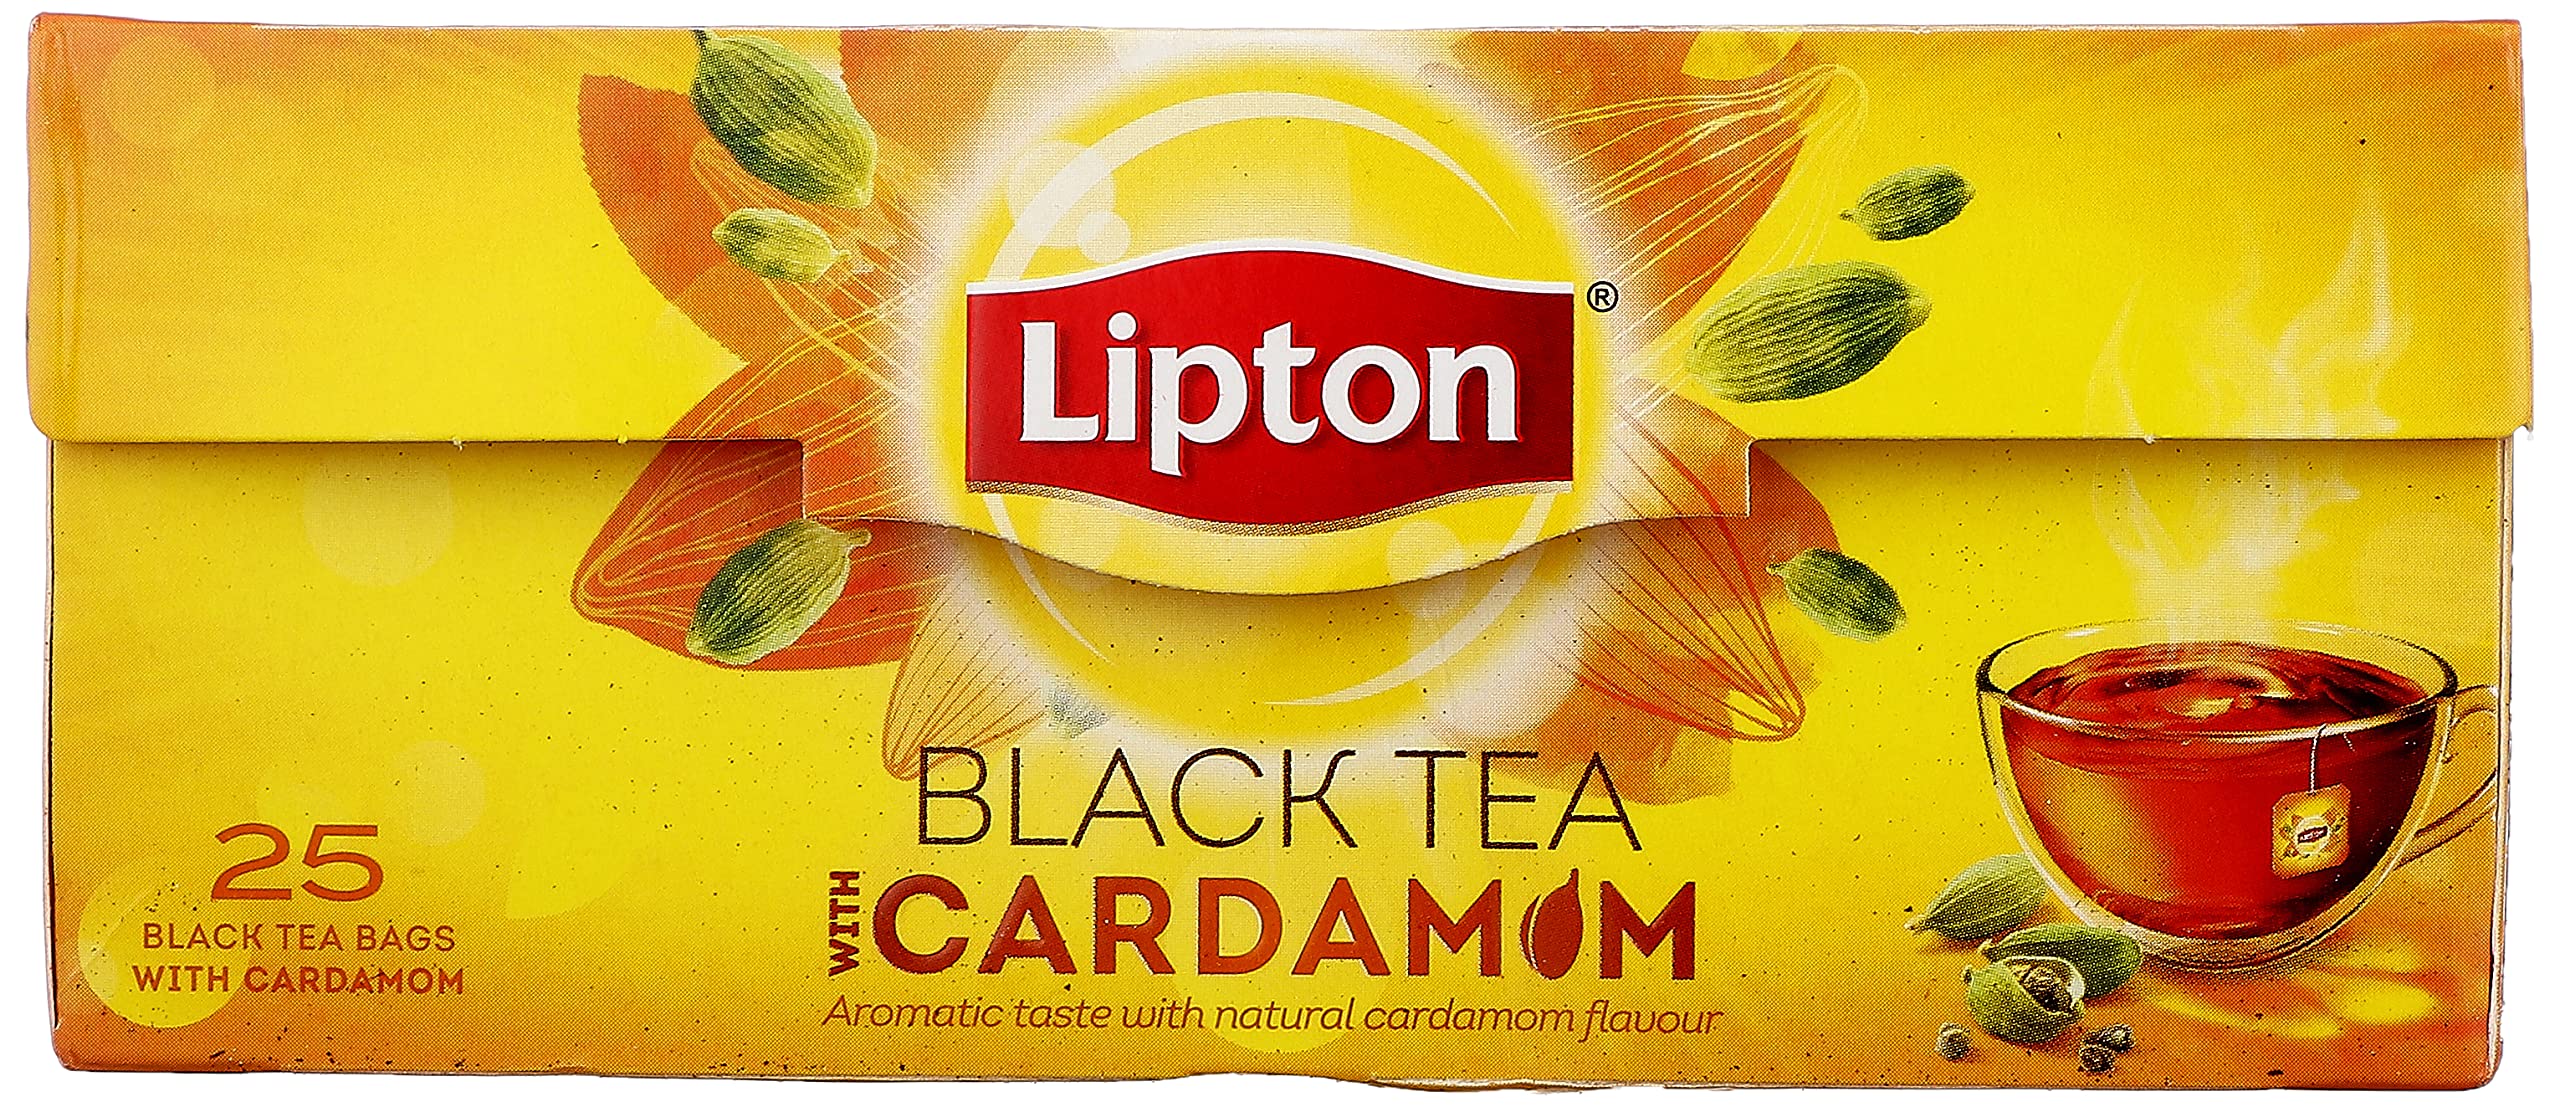 Lipton®
BLACK TEA
WITH CARDAMOM
Aromatic taste with natural cardamom flavour
25
BLACK TEA BAGS
WITH CARDAMOM